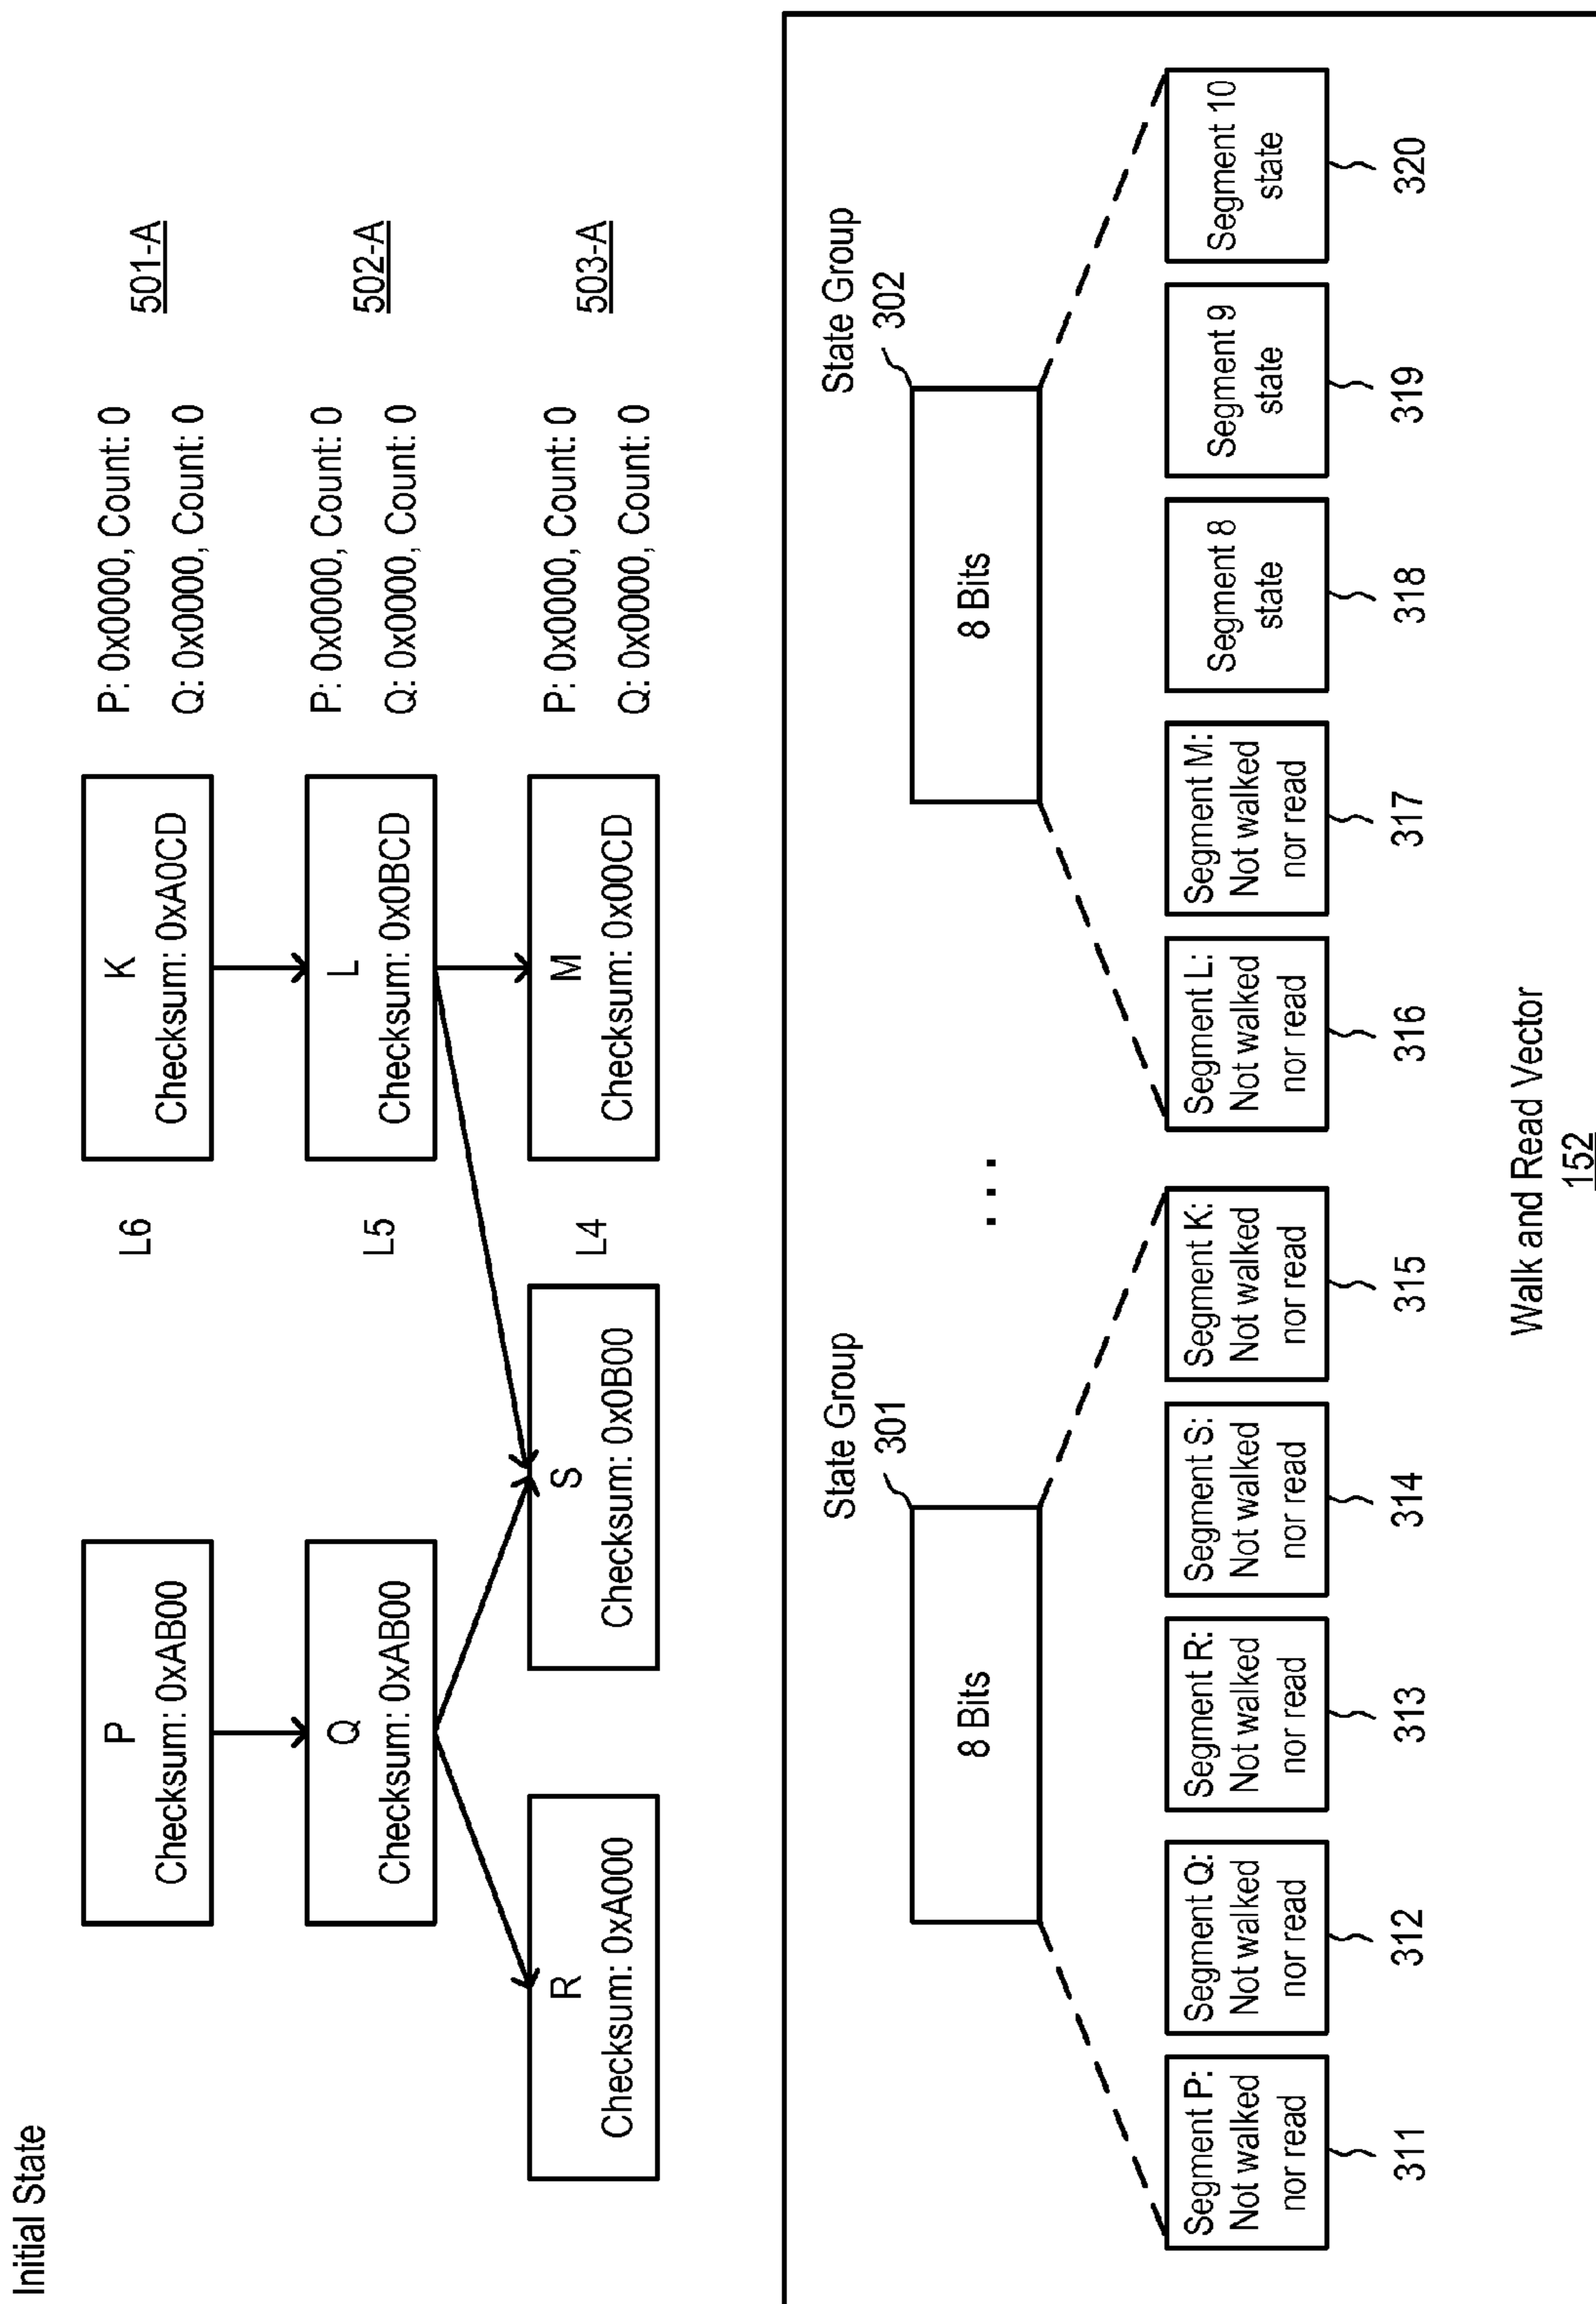 Initial State
P
Checksum: 0xAB00
K
Checksum: 0xA0CD
L6
P: 0x0000, Count: 0
Q: 0x0000, Count: 0
501-A
Q
Checksum: 0xAB00
L
Checksum: 0x0BCD
L5
P: 0x0000, Count: 0
Q: 0x0000, Count: 0
502-A
R
Checksum: 0xA000
S
Checksum: 0x0B00
L4
M
Checksum: 0x00CD
P: 0x0000, Count: 0
Q: 0x0000, Count: 0
503-A
State Group
301
State Group
302
8 Bits
...
8 Bits
Segment P:
Not walked
nor read
Segment Q:
Not walked
nor read
Segment R:
Not walked
nor read
Segment S:
Not walked
nor read
Segment K:
Not walked
nor read
Segment L:
Not walked
nor read
Segment M:
Not walked
nor read
Segment 8
state
Segment 9
state
Segment 10
state
311
312
313
314
315
316
317
318
319
320
Walk and Read Vector
152